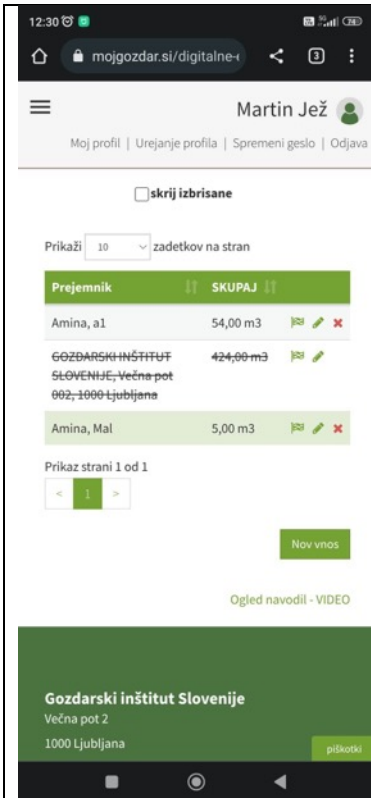 12:30
mojgozdar.si/digitalne-
3
Martin Jež
Moj profil | Urejanje profila | Spremeni geslo | Odjava
skrij izbrisane
Prikaži 10 zadetkov na stran
Prejemnik SKUPAJ
Amina, a1 54,00 m3
GOZDARSKI INŠTITUT 424,00 m3
SLOVENIJE, Večna pot
002, 1000 Ljubljana
Amina, Mal 5,00 m3
Prikaz strani 1 od 1
< 1 >
Nov vnos
Ogled navodil - VIDEO
Gozdarski inštitut Slovenije
Večna pot 2
1000 Ljubljana
piškotki